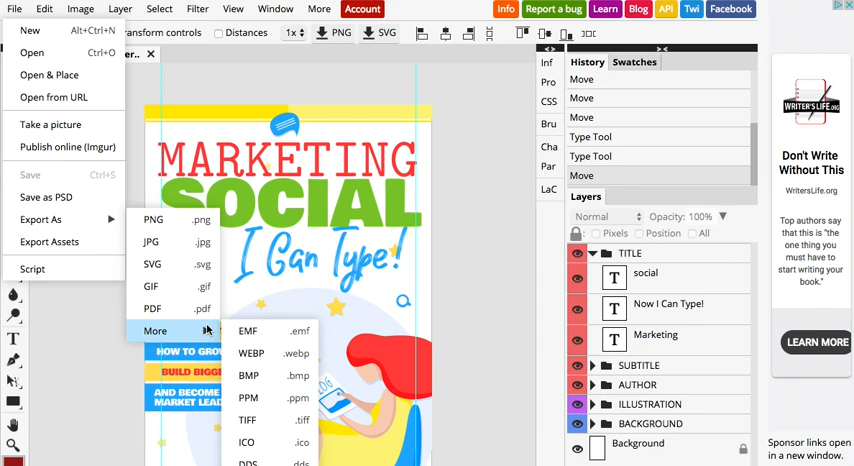 File Edit Image Layer Select Filter View Window More Account Info Report a bug Learn Blog API Twi Facebook
New Alt+Ctrl+N
Open Ctrl+O
Open & Place
Open from URL
Take a picture
Publish online (Imgur)
Save Ctrl+S
Save as PSD
Export As
Export Assets
Script
ransform controls Distances 1x PNG SVG
er..
PNG .png
JPG .jpg
SVG .svg
GIF .gif
PDF .pdf
More
EMF .emf
WEBP .webp
BMP .bmp
PPM .ppm
TIFF .tiff
ICO .ico
DDS .dds
MARKETING
SOCIAL
I Can Type!
HOW TO GROW
BUILD BIGGE
AND BECOME
MARKET LEAD
LOG
Inf
Pro
CSS
Bru
Cha
Par
LaC
History Swatches
Move
Move
Move
Type Tool
Type Tool
Move
Layers
Normal Opacity: 100%
Pixels Position All
TITLE
social
Now I Can Type!
Marketing
SUBTITLE
AUTHOR
ILLUSTRATION
BACKGROUND
Background
WRITER'S LIFE.ORG
Don't Write
Without This
WritersLife.org
Top authors say
that this is "the
one thing you
must have
before you
start writing
your book."
LEARN MORE
Sponsor links open
in a new window.